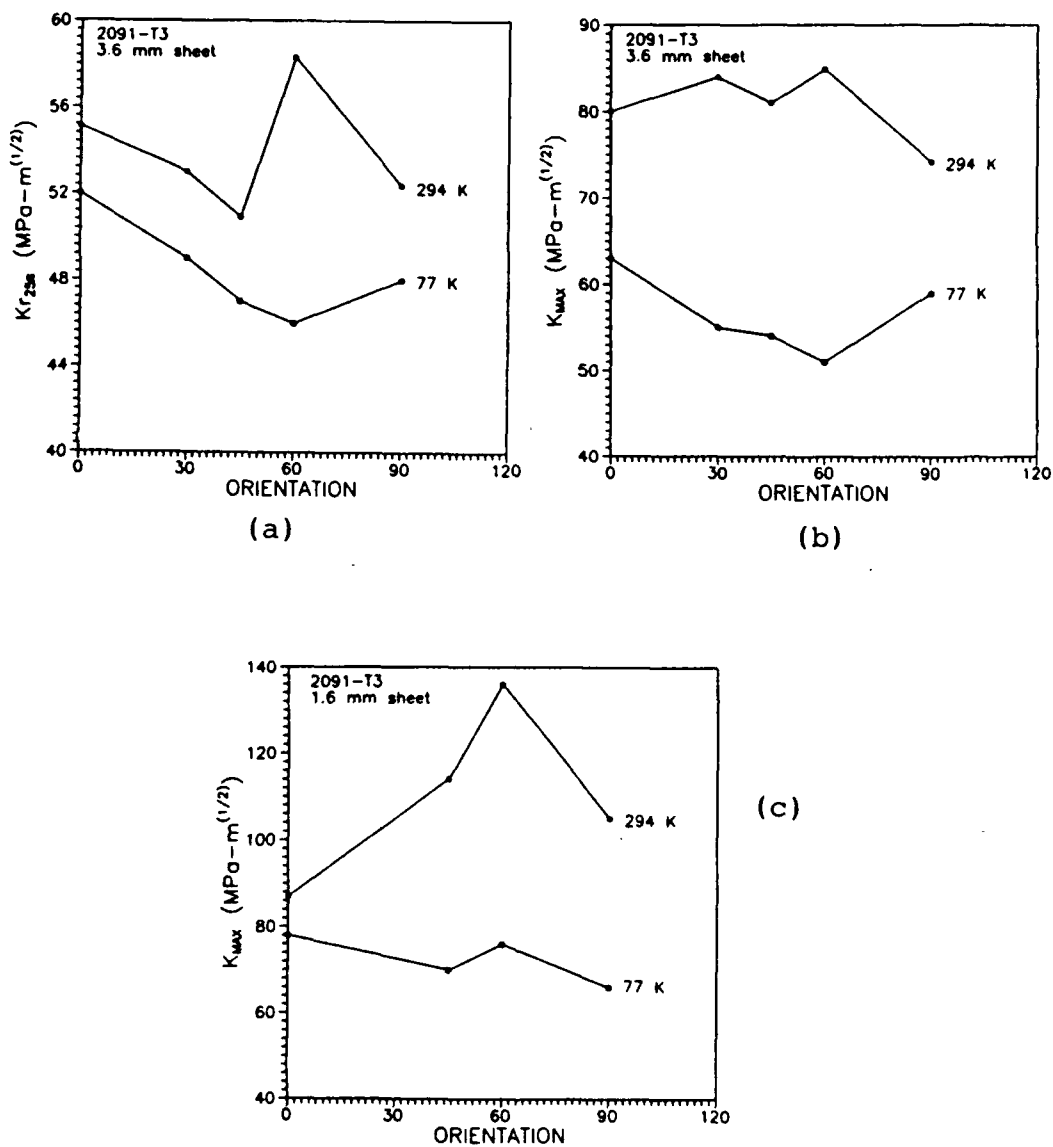 60
56
52
48
44
40
Kr25% (MPa-m(1/2))
2091-T3
3.6 mm sheet
294 K
77 K
0 30 60 90 120
ORIENTATION
(a)
90
80
70
60
50
40
KMAX (MPa-m(1/2))
2091-T3
3.6 mm sheet
294 K
77 K
0 30 60 90 120
ORIENTATION
(b)
140
120
100
80
60
40
KMAX (MPa-m(1/2))
2091-T3
1.6 mm sheet
294 K
77 K
0 30 60 90 120
ORIENTATION
(c)